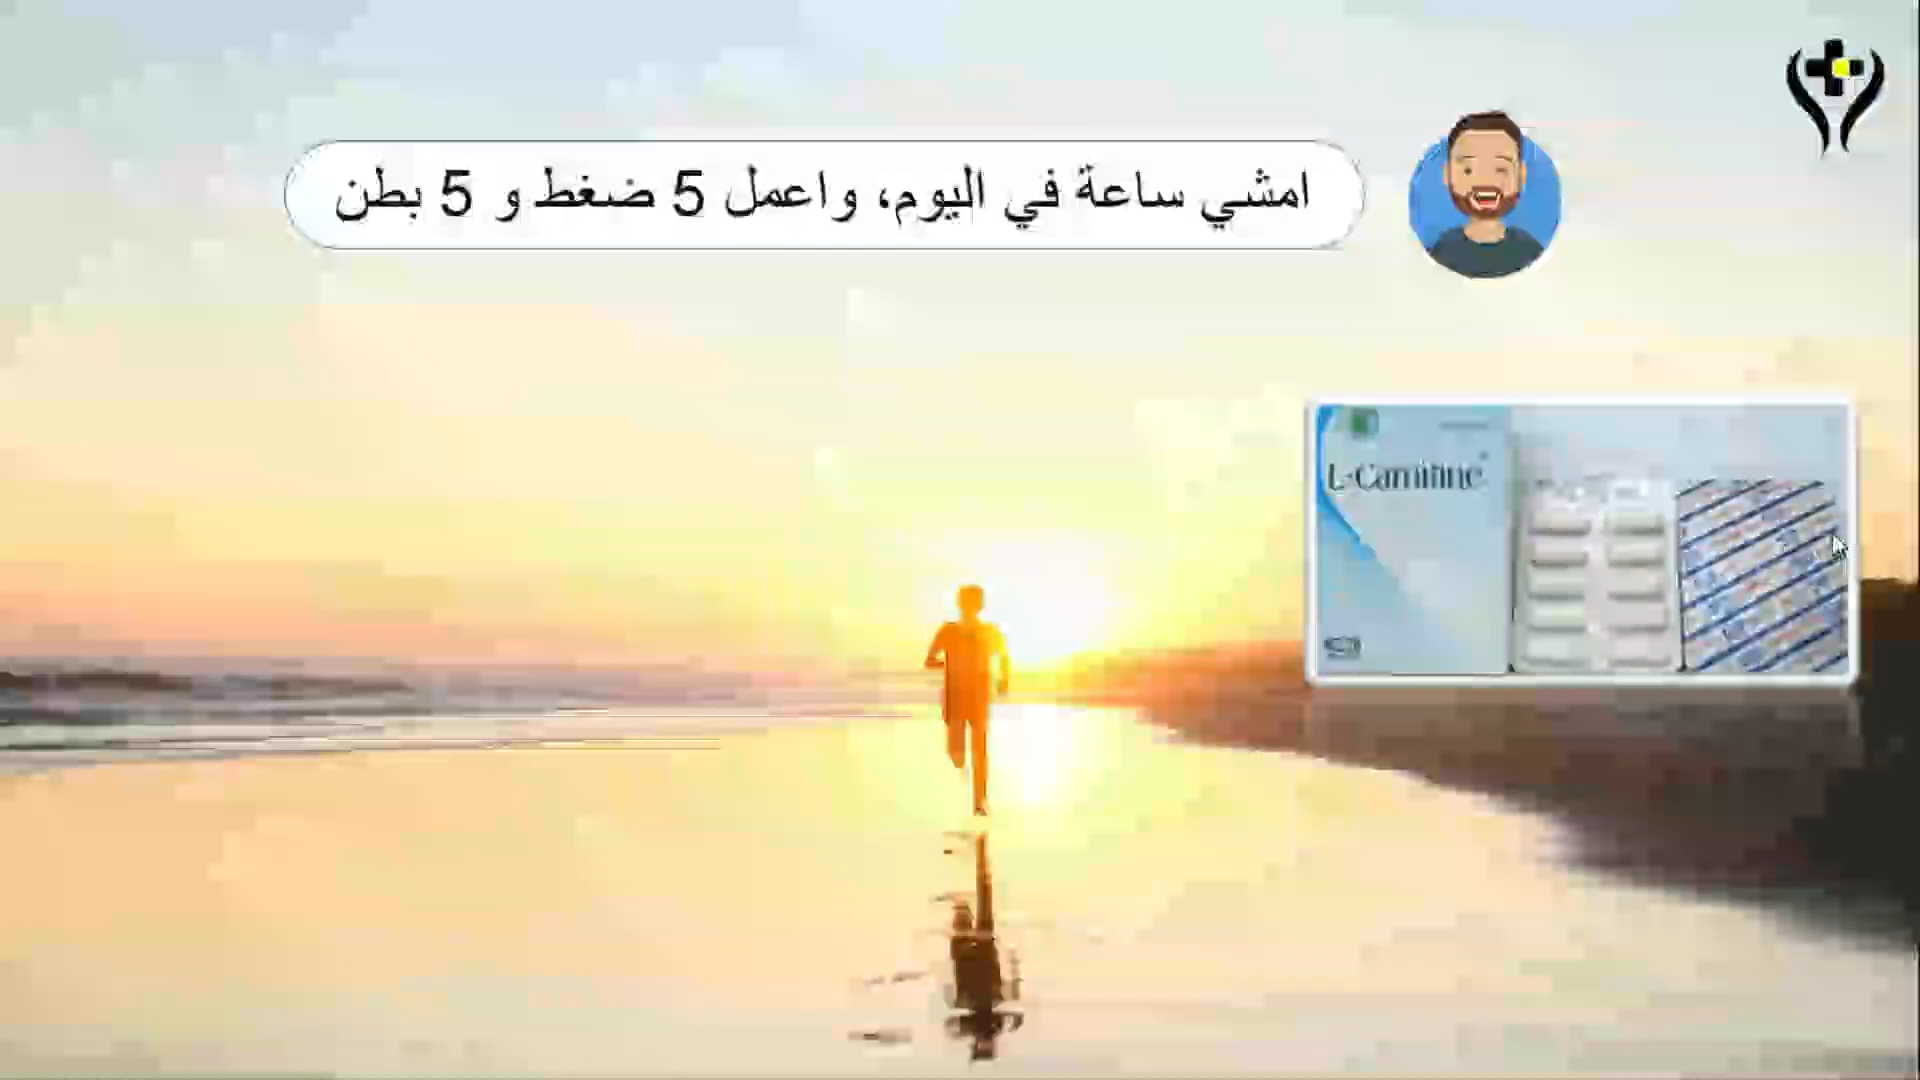 امشي ساعة في اليوم، واعمل 5 ضغط و 5 بطن
L-Carnitine